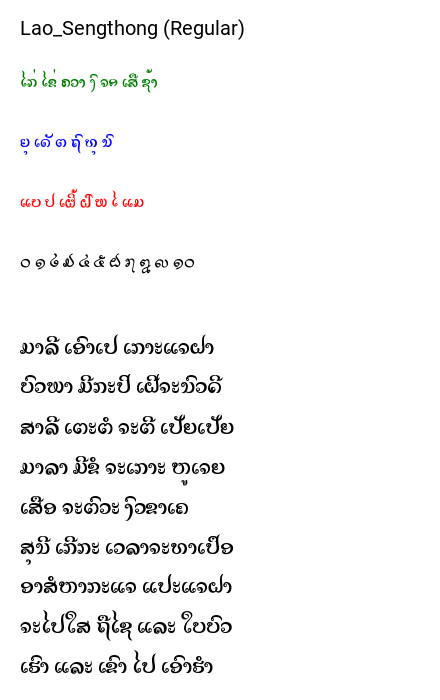 Lao_Sengthong (Regular)
ໄກ່ ໄຂ່ ຄວາ ງົ ຈອ ເສື ຊ້າ
ຍຸ ເດັ ຕ ຖົ ທຸ ນົ
ແບ ປ ເຜິ້ ຝົ ພ ໄ ແມ
໐ ໑ ໒ ໓ ໔ ໕ ໖ ໗ ໘ ໙ ໑໐
ມາລີ ເອົາເປ ເກາະແຈຝາ
ບົວພາ ມີກະປິ ເຝີຈະນົວດີ
ສາລີ ເຕະຕໍ ຈະຕີ ເປັຍເປັຍ
ມາລາ ມີຂໍ ຈະເກາະ ຫູເຈຍ
ເສືອ ຈະຕົວະ ງົວຂາເຄ
ສຸນີ ເກີກະ ເວລາຈະຫາເປືອ
ອາສໍຫາກະແຈ ແປະແຈຝາ
ຈະໄປໃສ ຖືໄຊ ແລະ ໃບບົວ
ເຮົາ ແລະ ເຂົາ ໄປ ເອົາຮຳ